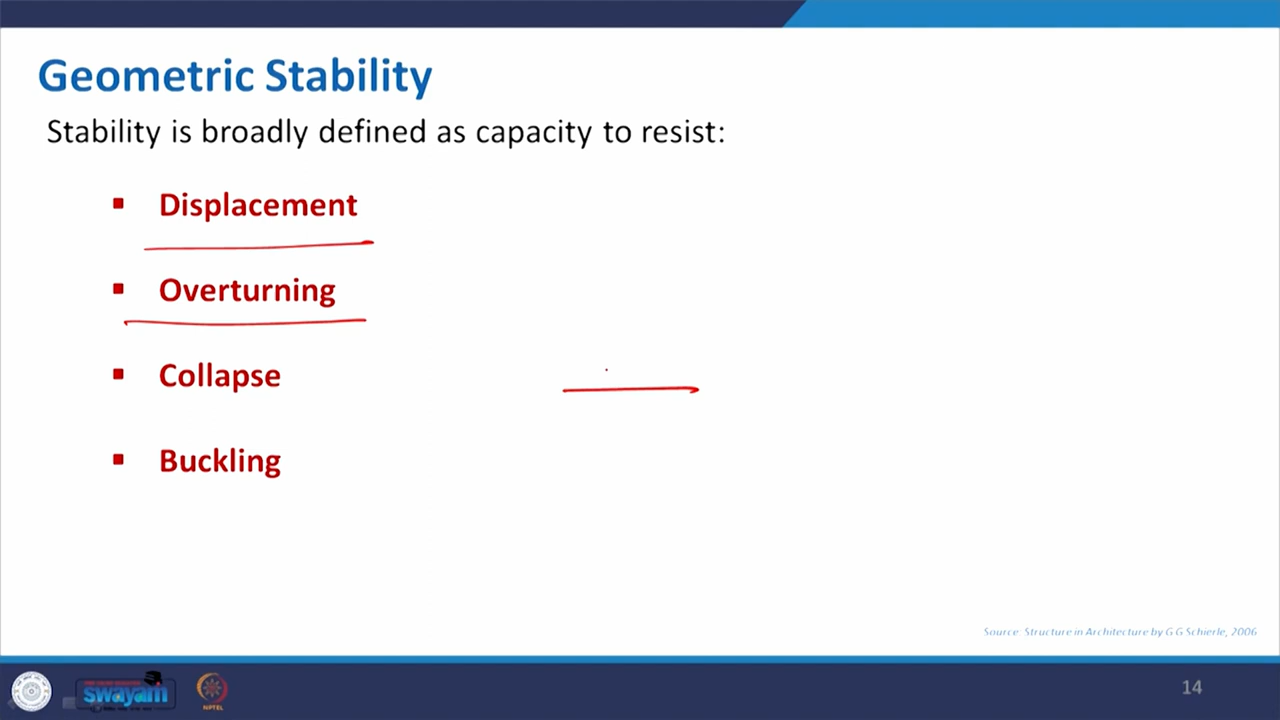 Geometric Stability
Stability is broadly defined as capacity to resist:
▪ Displacement
▪ Overturning
▪ Collapse
▪ Buckling
Source: Structure in Architecture by G G Schierle, 2006
swayam
NPTEL
14